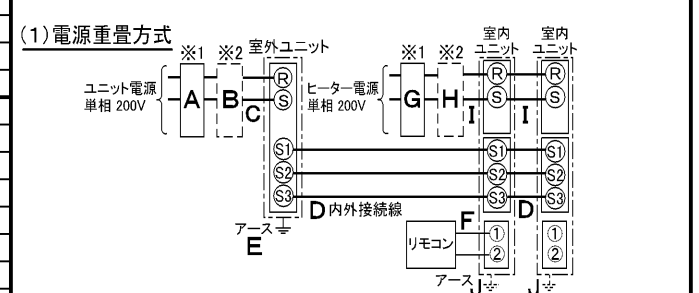 (1)電源重畳方式
※1 ※2 室外ユニット
ユニット電源
単相 200V
A B C
R
S
S1
S2
S3
D 内外接続線
アース
E
※1 ※2
ヒーター電源
単相 200V
G H I I
室内
ユニット
室内
ユニット
R R
S S
S1 S1
S2 S2
S3 S3
D
F
リモコン
① ①
② ②
アース J J